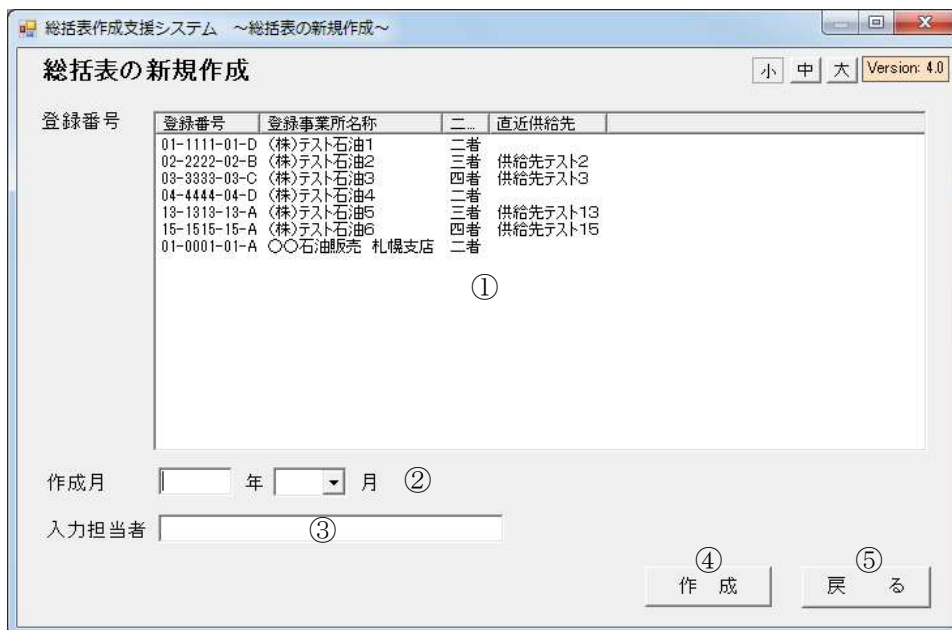 総括表作成支援システム ～総括表の新規作成～
総括表の新規作成 小 中 大 Version: 4.0
登録番号
登録番号 登録事業所名称 二... 直近供給先
01-1111-01-D (株)テスト石油1 二者
02-2222-02-B (株)テスト石油2 三者 供給先テスト2
03-3333-03-C (株)テスト石油3 四者 供給先テスト3
04-4444-04-D (株)テスト石油4 二者
13-1313-13-A (株)テスト石油5 三者 供給先テスト13
15-1515-15-A (株)テスト石油6 四者 供給先テスト15
01-0001-01-A 〇〇石油販売 札幌支店 二者
①
作成月 年 月 ②
入力担当者 ③
④ ⑤
作 成 戻 る